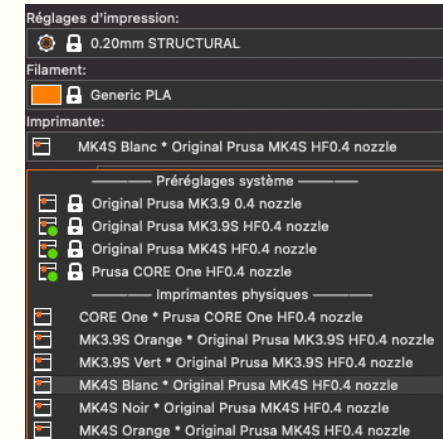 Réglages d'impression:
0.20mm STRUCTURAL
Filament:
Generic PLA
Imprimante:
MK4S Blanc * Original Prusa MK4S HF0.4 nozzle
Préréglages système
Original Prusa MK3.9 0.4 nozzle
Original Prusa MK3.9S HF0.4 nozzle
Original Prusa MK4S HF0.4 nozzle
Prusa CORE One HF0.4 nozzle
Imprimantes physiques
CORE One * Prusa CORE One HF0.4 nozzle
MK3.9S Orange * Original Prusa MK3.9S HF0.4 nozzle
MK3.9S Vert * Original Prusa MK3.9S HF0.4 nozzle
MK4S Blanc * Original Prusa MK4S HF0.4 nozzle
MK4S Noir * Original Prusa MK4S HF0.4 nozzle
MK4S Orange * Original Prusa MK4S HF0.4 nozzle